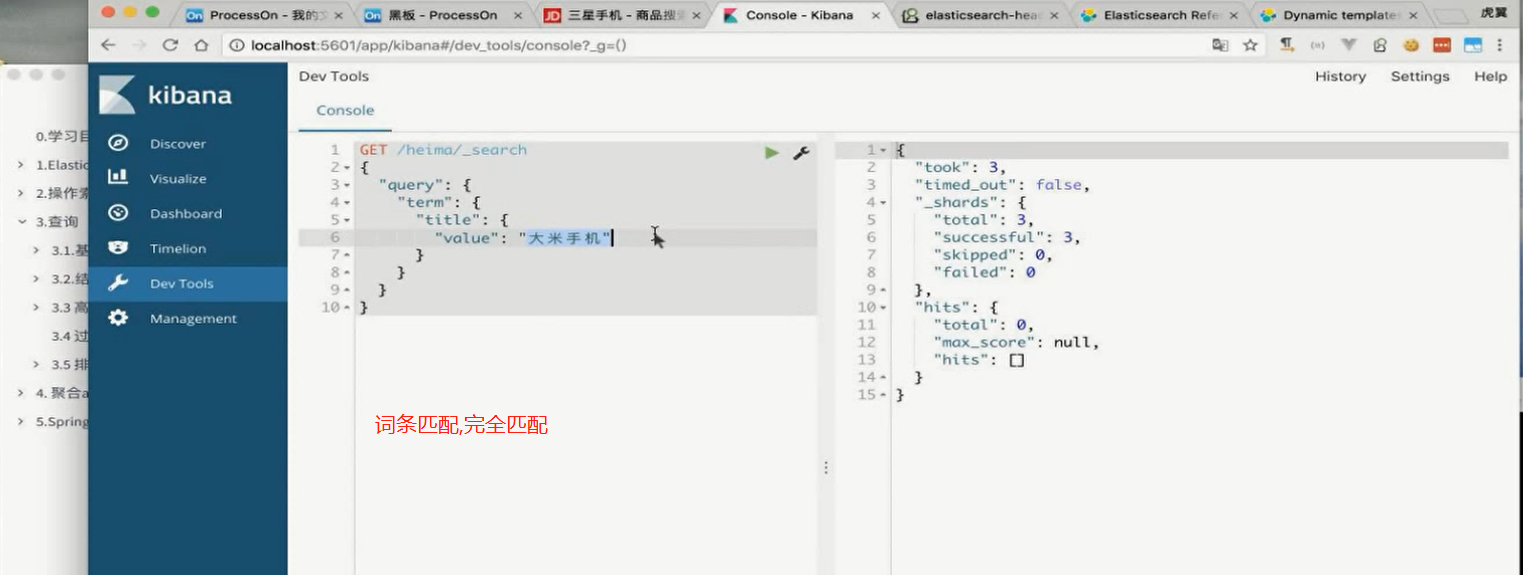 ProcessOn - 我的文
黑板 - ProcessOn
三星手机 - 商品搜索
Console - Kibana
elasticsearch-hea
Elasticsearch Refe
Dynamic template
虎翼
localhost:5601/app/kibana#/dev_tools/console?_g=()
0.学习目
1.Elastic
2.操作索
3.查询
3.1.基
3.2.结
3.3 高
3.4 过
3.5 排
4. 聚合a
5.Spring
kibana
Discover
Visualize
Dashboard
Timelion
Dev Tools
Management
Dev Tools
History Settings Help
Console
1 GET /heima/_search
2 {
3 "query": {
4 "term": {
5 "title": {
6 "value": "大米手机"
7 }
8 }
9 }
10 }
词条匹配,完全匹配
1 {
2 "took": 3,
3 "timed_out": false,
4 "_shards": {
5 "total": 3,
6 "successful": 3,
7 "skipped": 0,
8 "failed": 0
9 },
10 "hits": {
11 "total": 0,
12 "max_score": null,
13 "hits": []
14 }
15 }